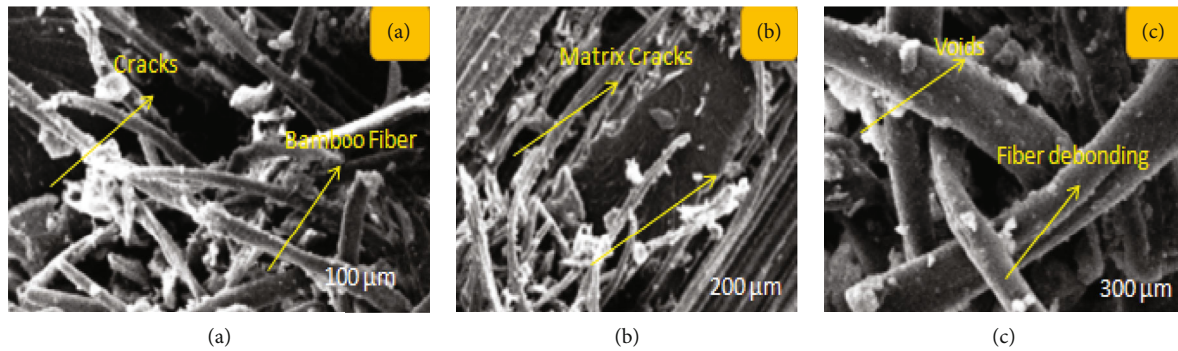 (a)
Cracks
Bamboo Fiber
100 μm
(b)
Matrix Cracks
200 μm
(c)
Voids
Fiber debonding
300 μm
(a)
(b)
(c)